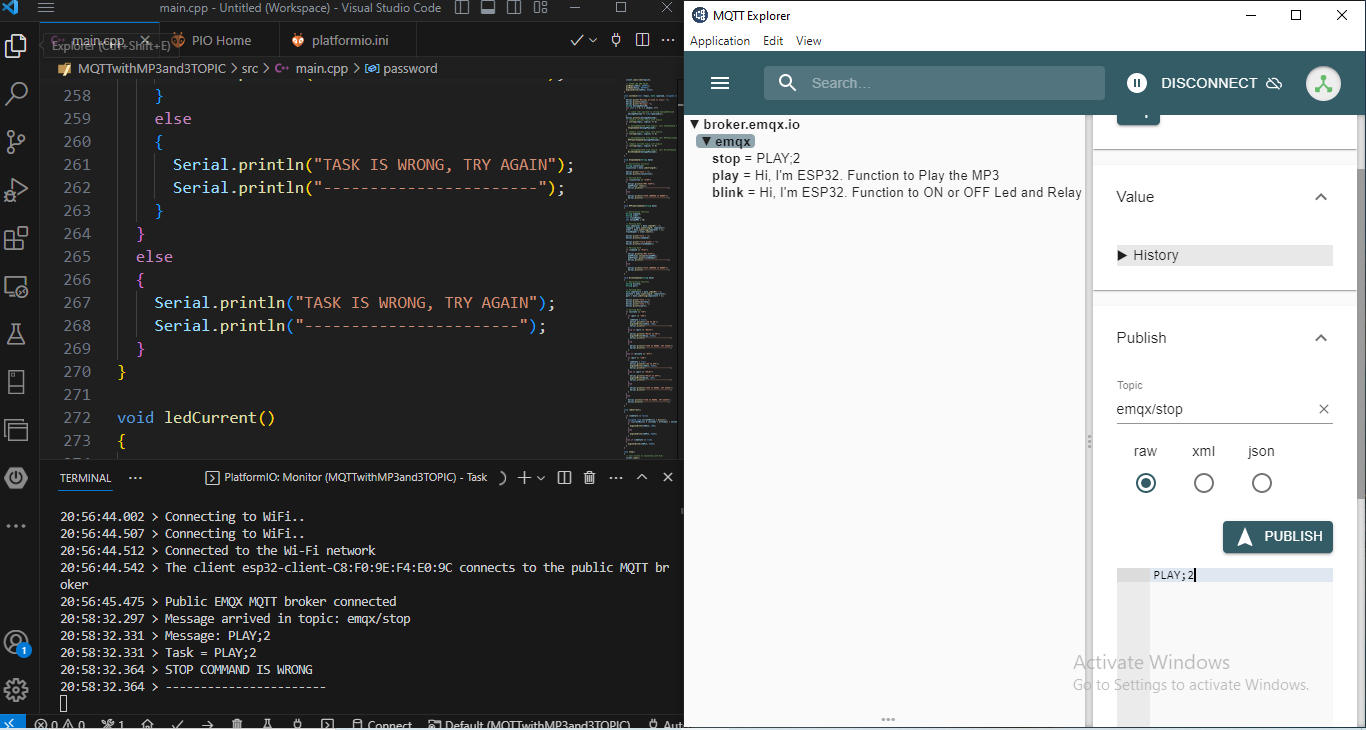 main.cpp - Untitled (Workspace) - Visual Studio Code
main.cpp
PIO Home
platformio.ini
Explorer (Ctrl+Shift+E)
MQTTwithMP3and3TOPIC > src > main.cpp > password
258 }
259 else
260 {
261 Serial.println("TASK IS WRONG, TRY AGAIN");
262 Serial.println("-----------------------");
263 }
264 }
265 else
266 {
267 Serial.println("TASK IS WRONG, TRY AGAIN");
268 Serial.println("-----------------------");
269 }
270 }
271
272 void ledCurrent()
273 {
TERMINAL
PlatformIO: Monitor (MQTTwithMP3and3TOPIC) - Task
20:56:44.002 > Connecting to WiFi..
20:56:44.507 > Connecting to WiFi..
20:56:44.512 > Connected to the Wi-Fi network
20:56:44.542 > The client esp32-client-C8:F0:9E:F4:E0:9C connects to the public MQTT br
oker
20:56:45.475 > Public EMQX MQTT broker connected
20:58:32.297 > Message arrived in topic: emqx/stop
20:58:32.331 > Message: PLAY;2
20:58:32.331 > Task = PLAY;2
20:58:32.364 > STOP COMMAND IS WRONG
20:58:32.364 > -----------------------
1
0 0 1 Connect Default (MQTTwithMP3and3TOPIC) Aut
MQTT Explorer
Application Edit View
Search...
DISCONNECT
broker.emqx.io
emqx
stop = PLAY;2
play = Hi, I'm ESP32. Function to Play the MP3
blink = Hi, I'm ESP32. Function to ON or OFF Led and Relay
Value
History
Publish
Topic
emqx/stop
raw xml json
PUBLISH
PLAY;2
Activate Windows
Go to Settings to activate Windows.